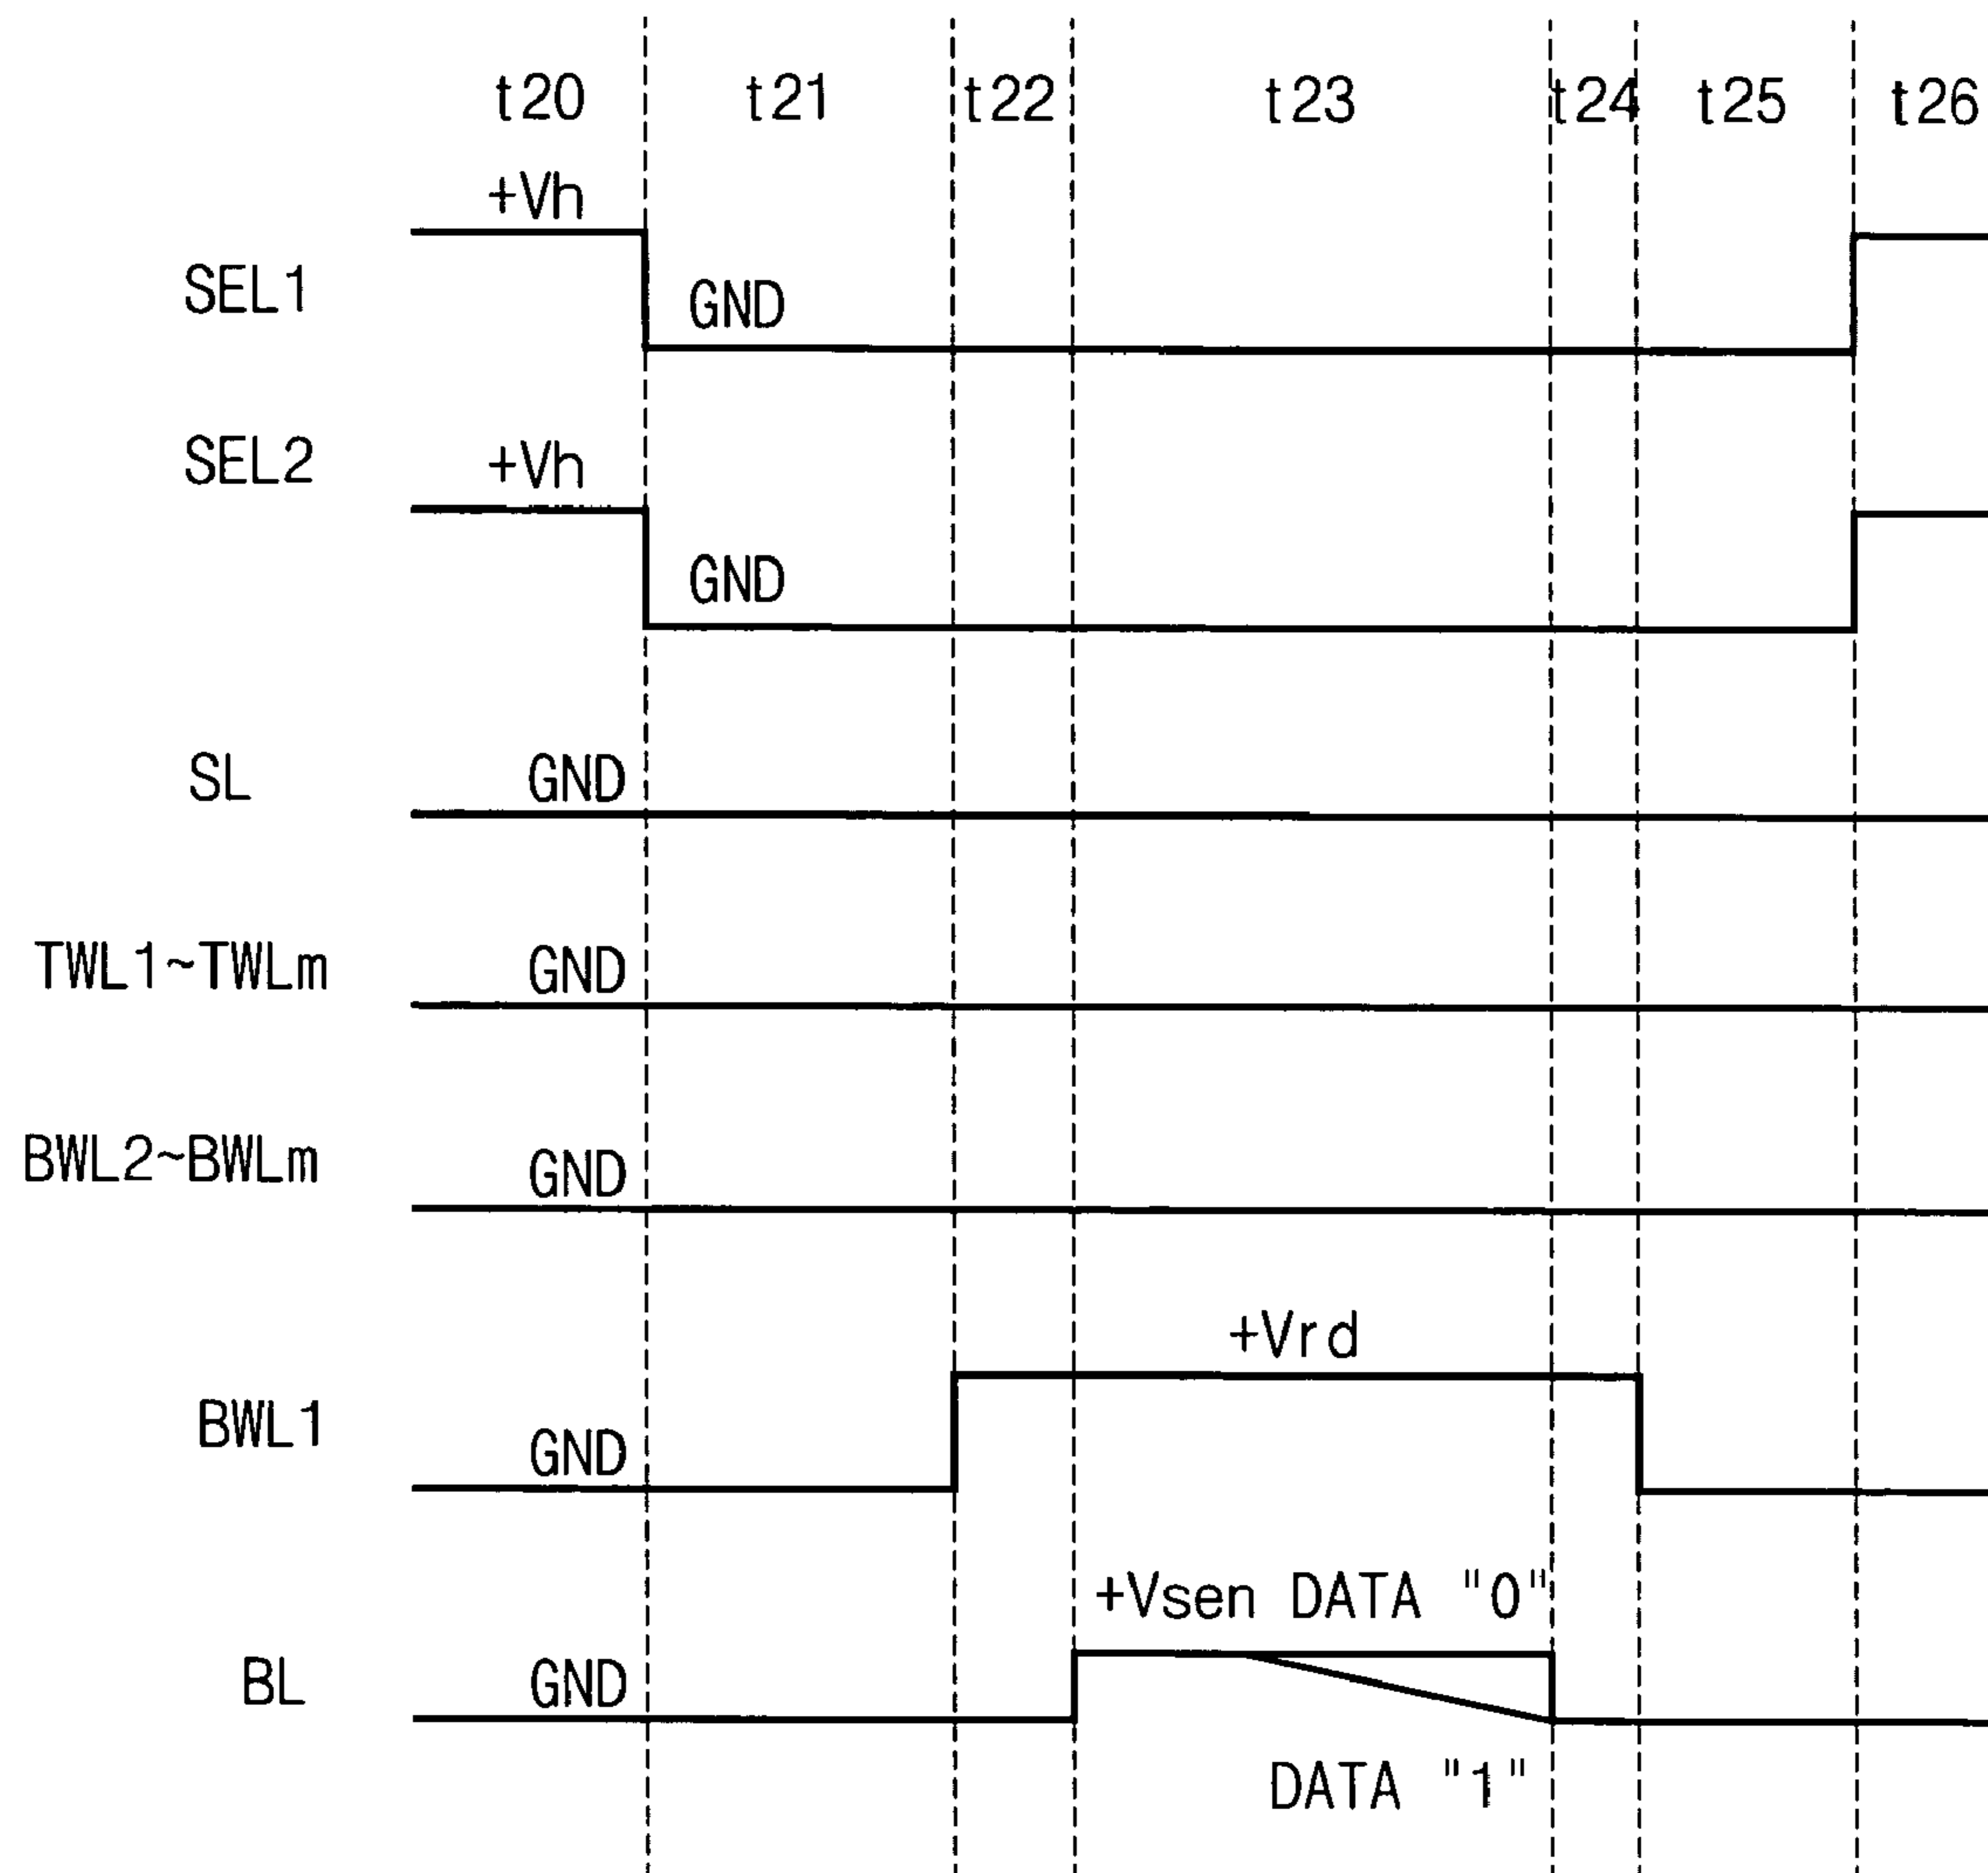 t20 t21 t22 t23 t24 t25 t26
+Vh
SEL1 GND
SEL2 +Vh
GND
SL GND
TWL1~TWLm GND
BWL2~BWLm GND
+Vrd
BWL1 GND
+Vsen DATA "0"
BL GND
DATA "1"